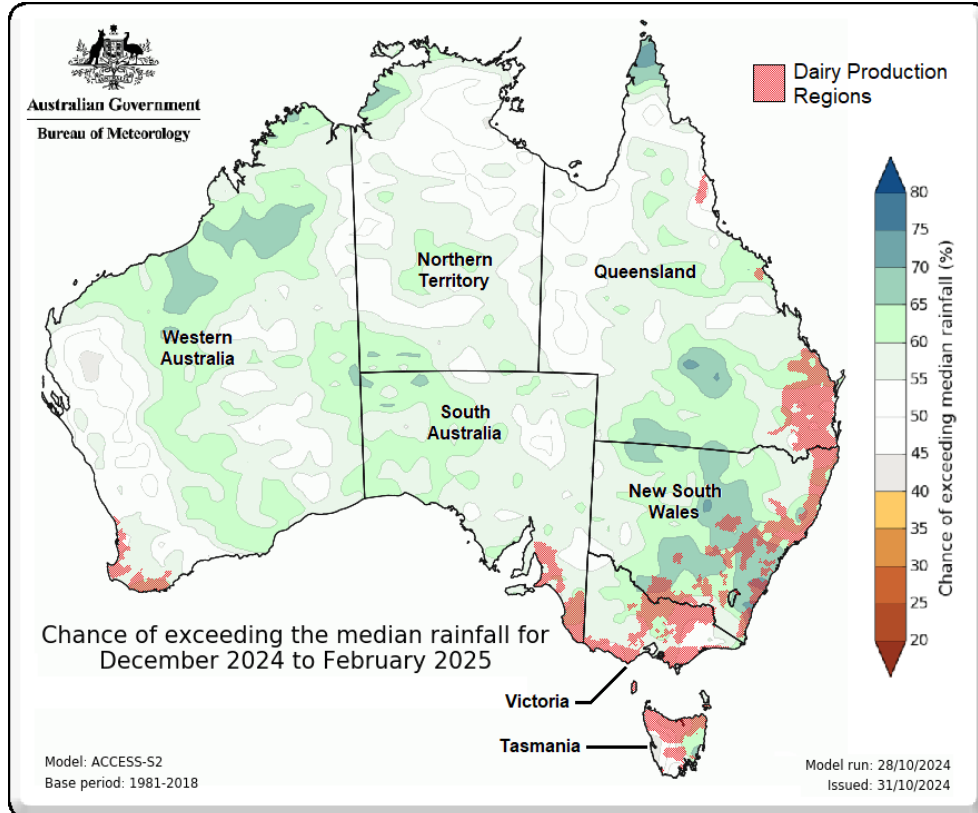 Australian Government
Bureau of Meteorology
Dairy Production
Regions
Northern
Territory
Queensland
Western
Australia
South
Australia
New South
Wales
80
75
70
65
60
55
50
45
40
35
30
25
20
Chance of exceeding median rainfall (%)
Chance of exceeding the median rainfall for
December 2024 to February 2025
Victoria
Tasmania
Model: ACCESS-S2
Base period: 1981-2018
Model run: 28/10/2024
Issued: 31/10/2024